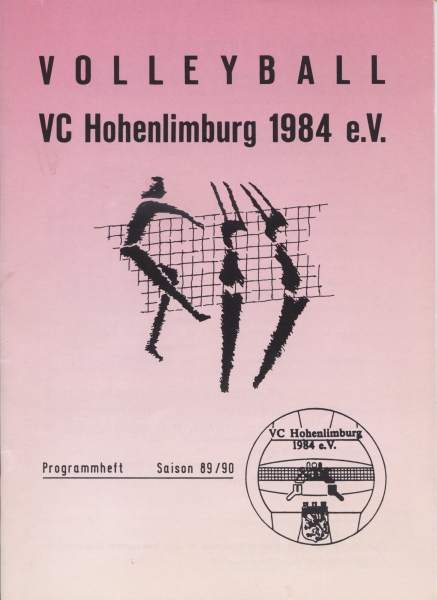 VOLLEYBALL
VC Hohenlimburg 1984 e.V.
VC Hohenlimburg
1984 e.V.
Programmheft Saison 89/90